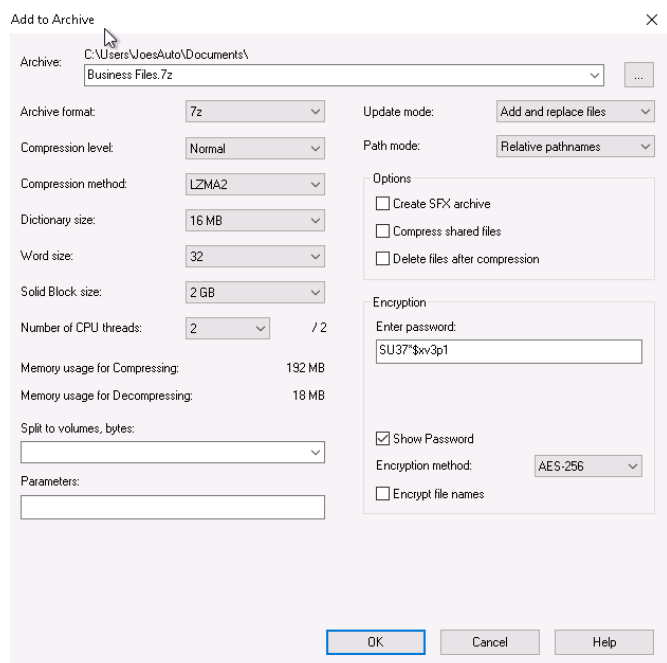 Add to Archive
Archive:
C:\Users\JoesAuto\Documents\
Business Files.7z
...
Archive format:
7z
Compression level:
Normal
Compression method:
LZMA2
Dictionary size:
16 MB
Word size:
32
Solid Block size:
2 GB
Number of CPU threads:
2
/ 2
Memory usage for Compressing:
192 MB
Memory usage for Decompressing:
18 MB
Split to volumes, bytes:
Parameters:
Update mode:
Add and replace files
Path mode:
Relative pathnames
Options
Create SFX archive
Compress shared files
Delete files after compression
Encryption
Enter password:
SU37*$xv3p1
Show Password
Encryption method:
AES-256
Encrypt file names
OK
Cancel
Help